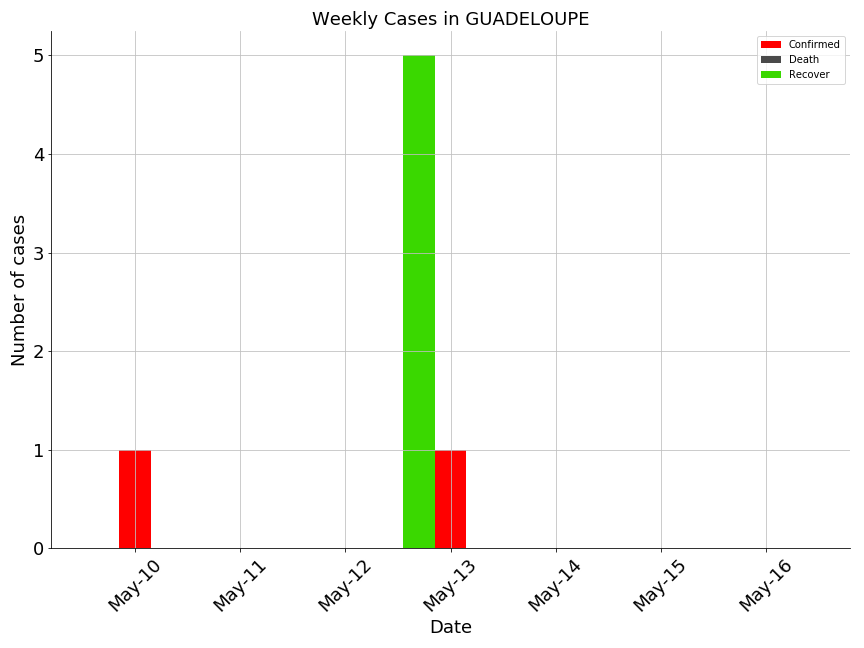 Weekly Cases in GUADELOUPE
Confirmed
Death
Recover
Number of cases
5
4
3
2
1
0
May-10
May-11
May-12
May-13
May-14
May-15
May-16
Date